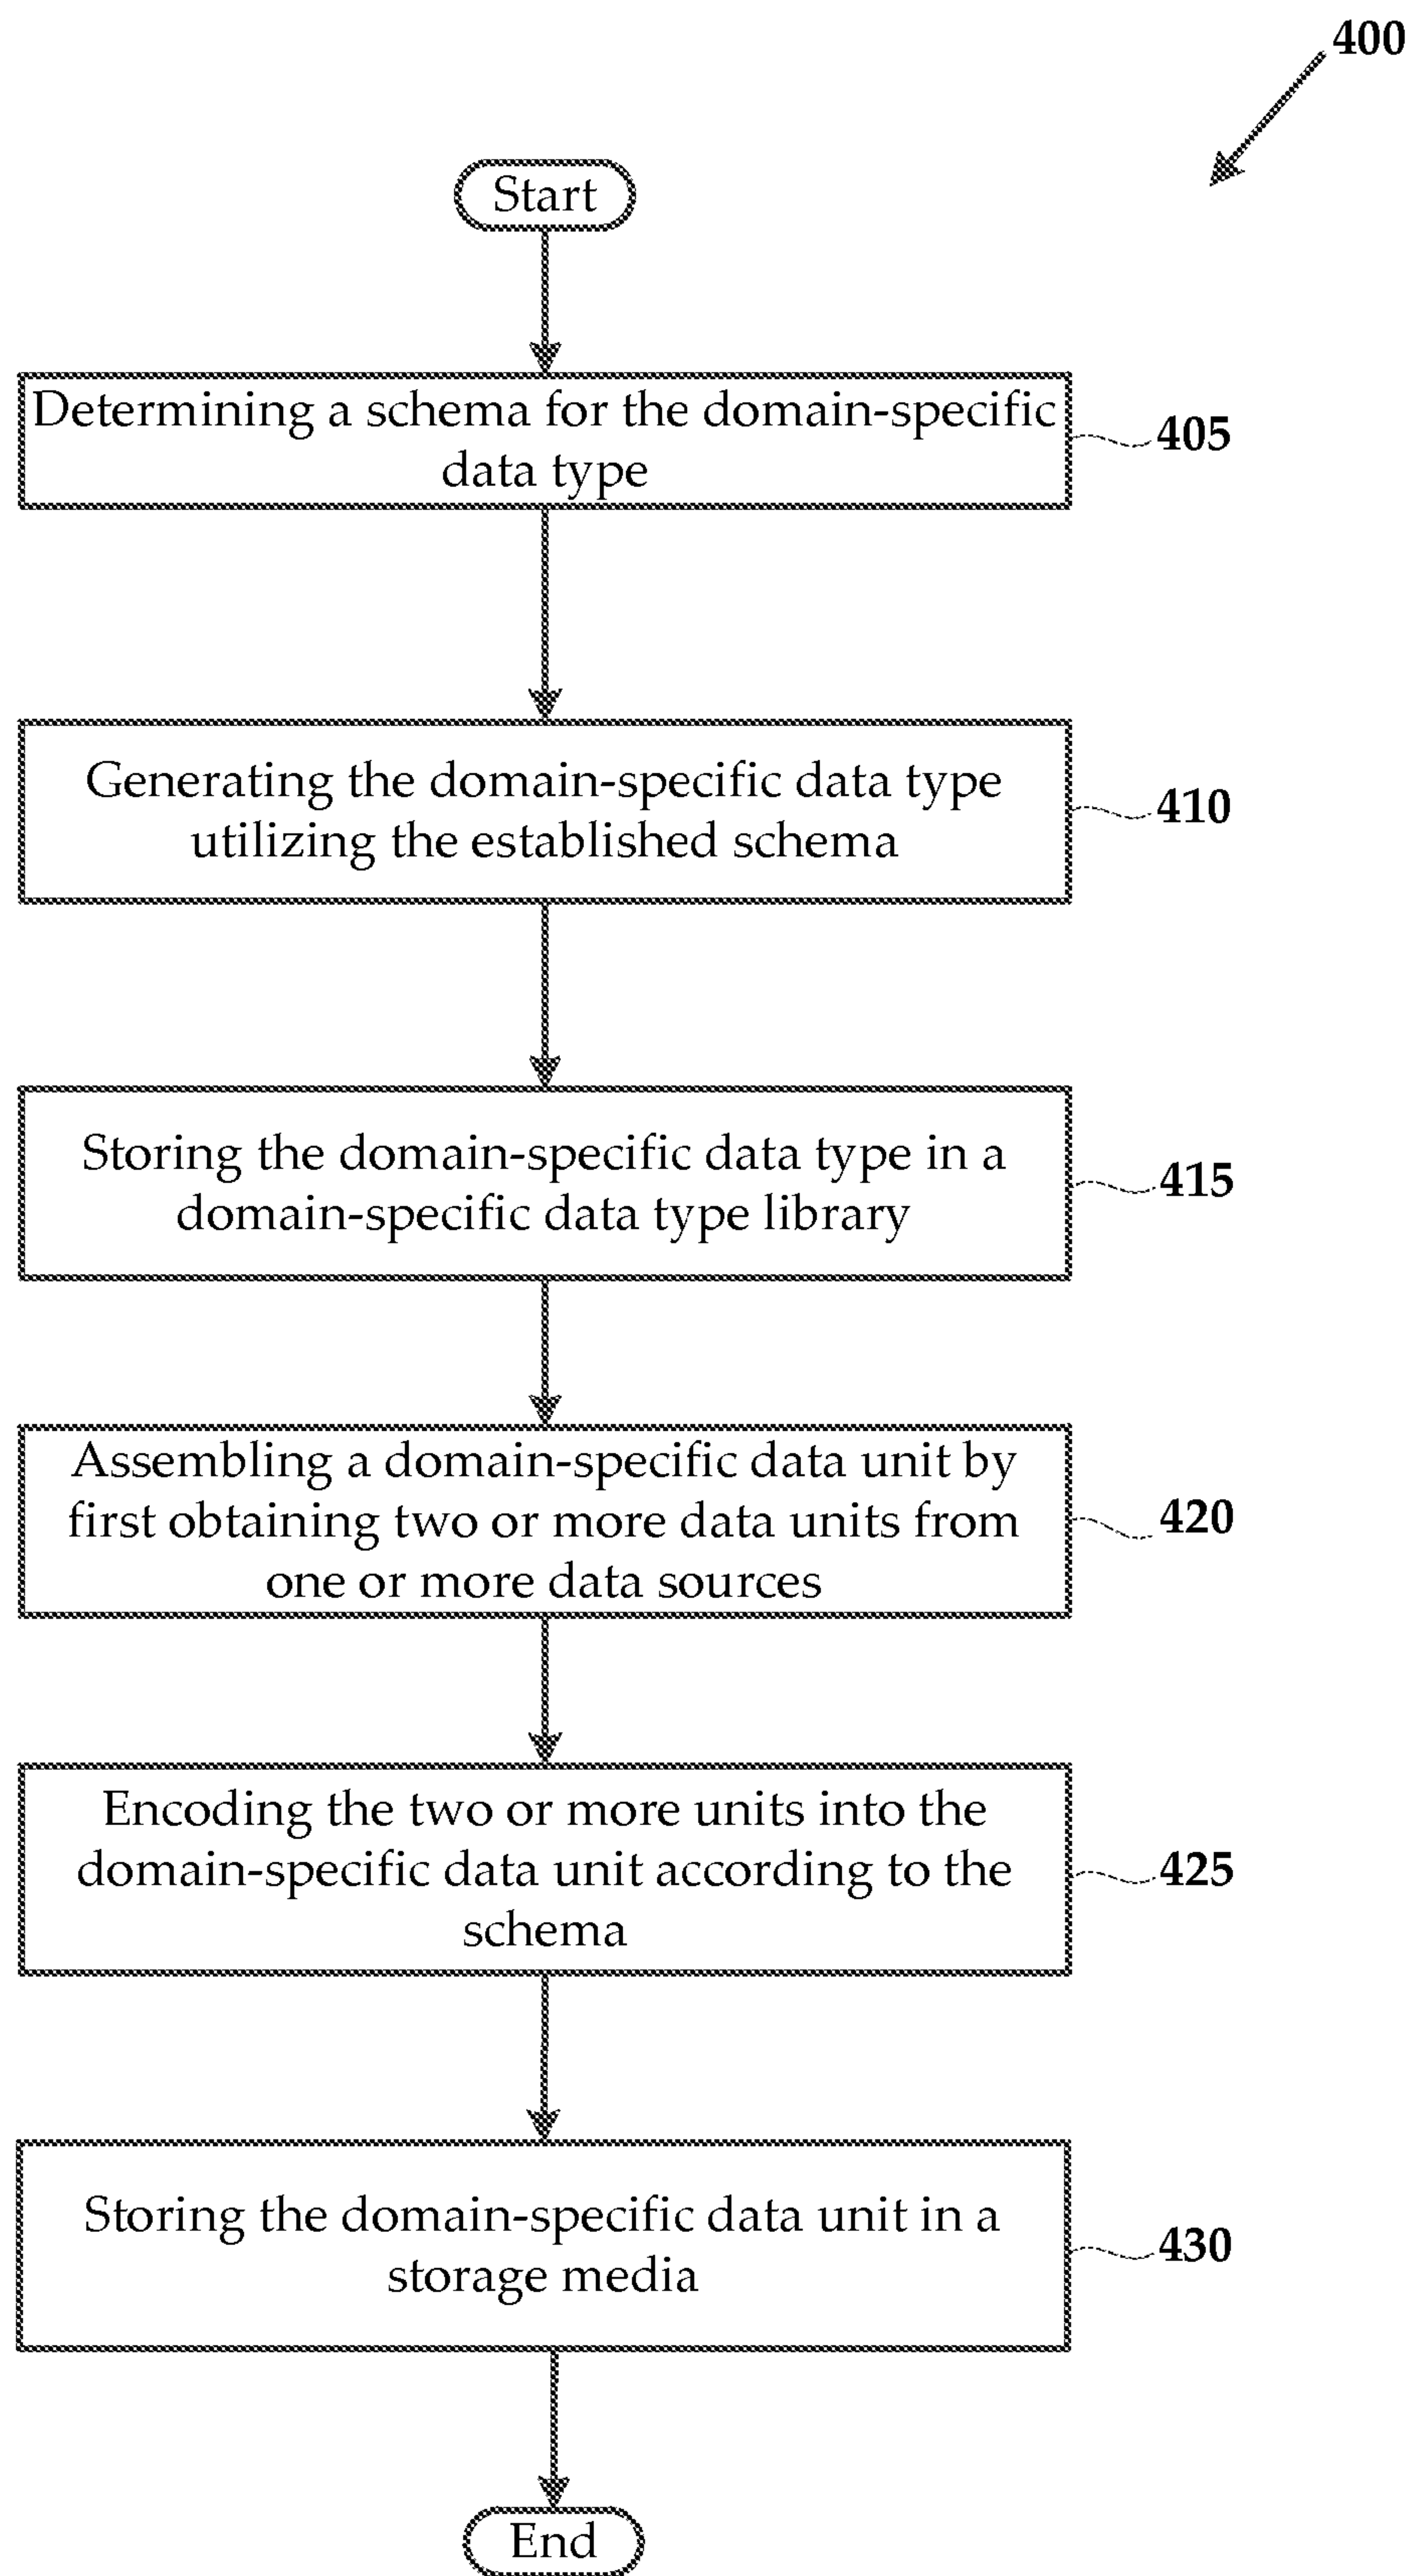 400
Start
Determining a schema for the domain-specific
data type
405
Generating the domain-specific data type
utilizing the established schema
410
Storing the domain-specific data type in a
domain-specific data type library
415
Assembling a domain-specific data unit by
first obtaining two or more data units from
one or more data sources
420
Encoding the two or more units into the
domain-specific data unit according to the
schema
425
Storing the domain-specific data unit in a
storage media
430
End